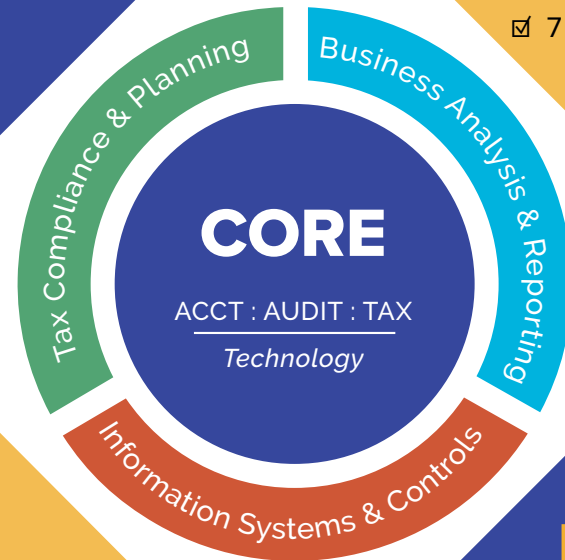 ☑ 7
Tax Compliance & Planning
Business Analysis & Reporting
CORE
ACCT : AUDIT : TAX
Technology
Information Systems & Controls